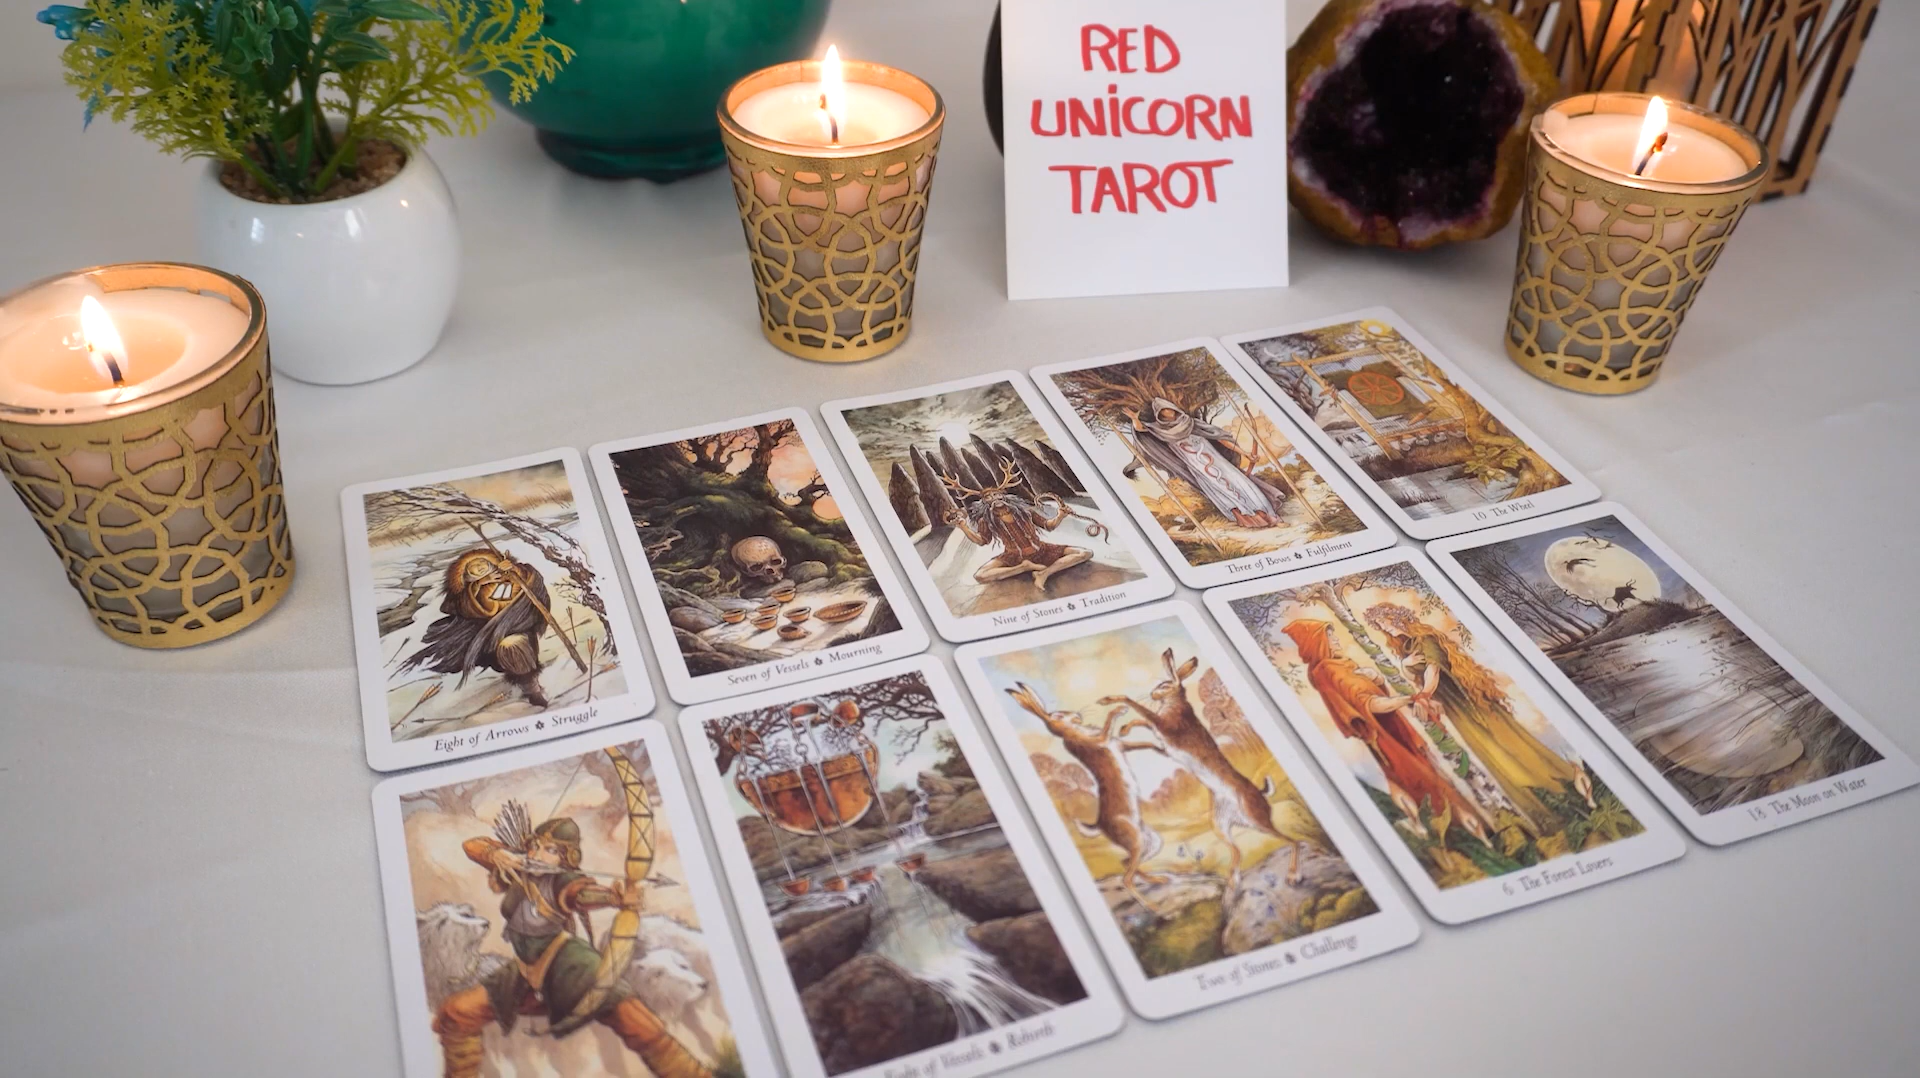 RED
UNICORN
TAROT
10 The Wheel
Three of Bows Fulfilment
Nine of Stones Tradition
Seven of Vessels Mourning
Eight of Arrows Struggle
18 The Moon on Water
6 The Forest Lovers
Two of Stones Challenge
Eight of Vessels Rebirth